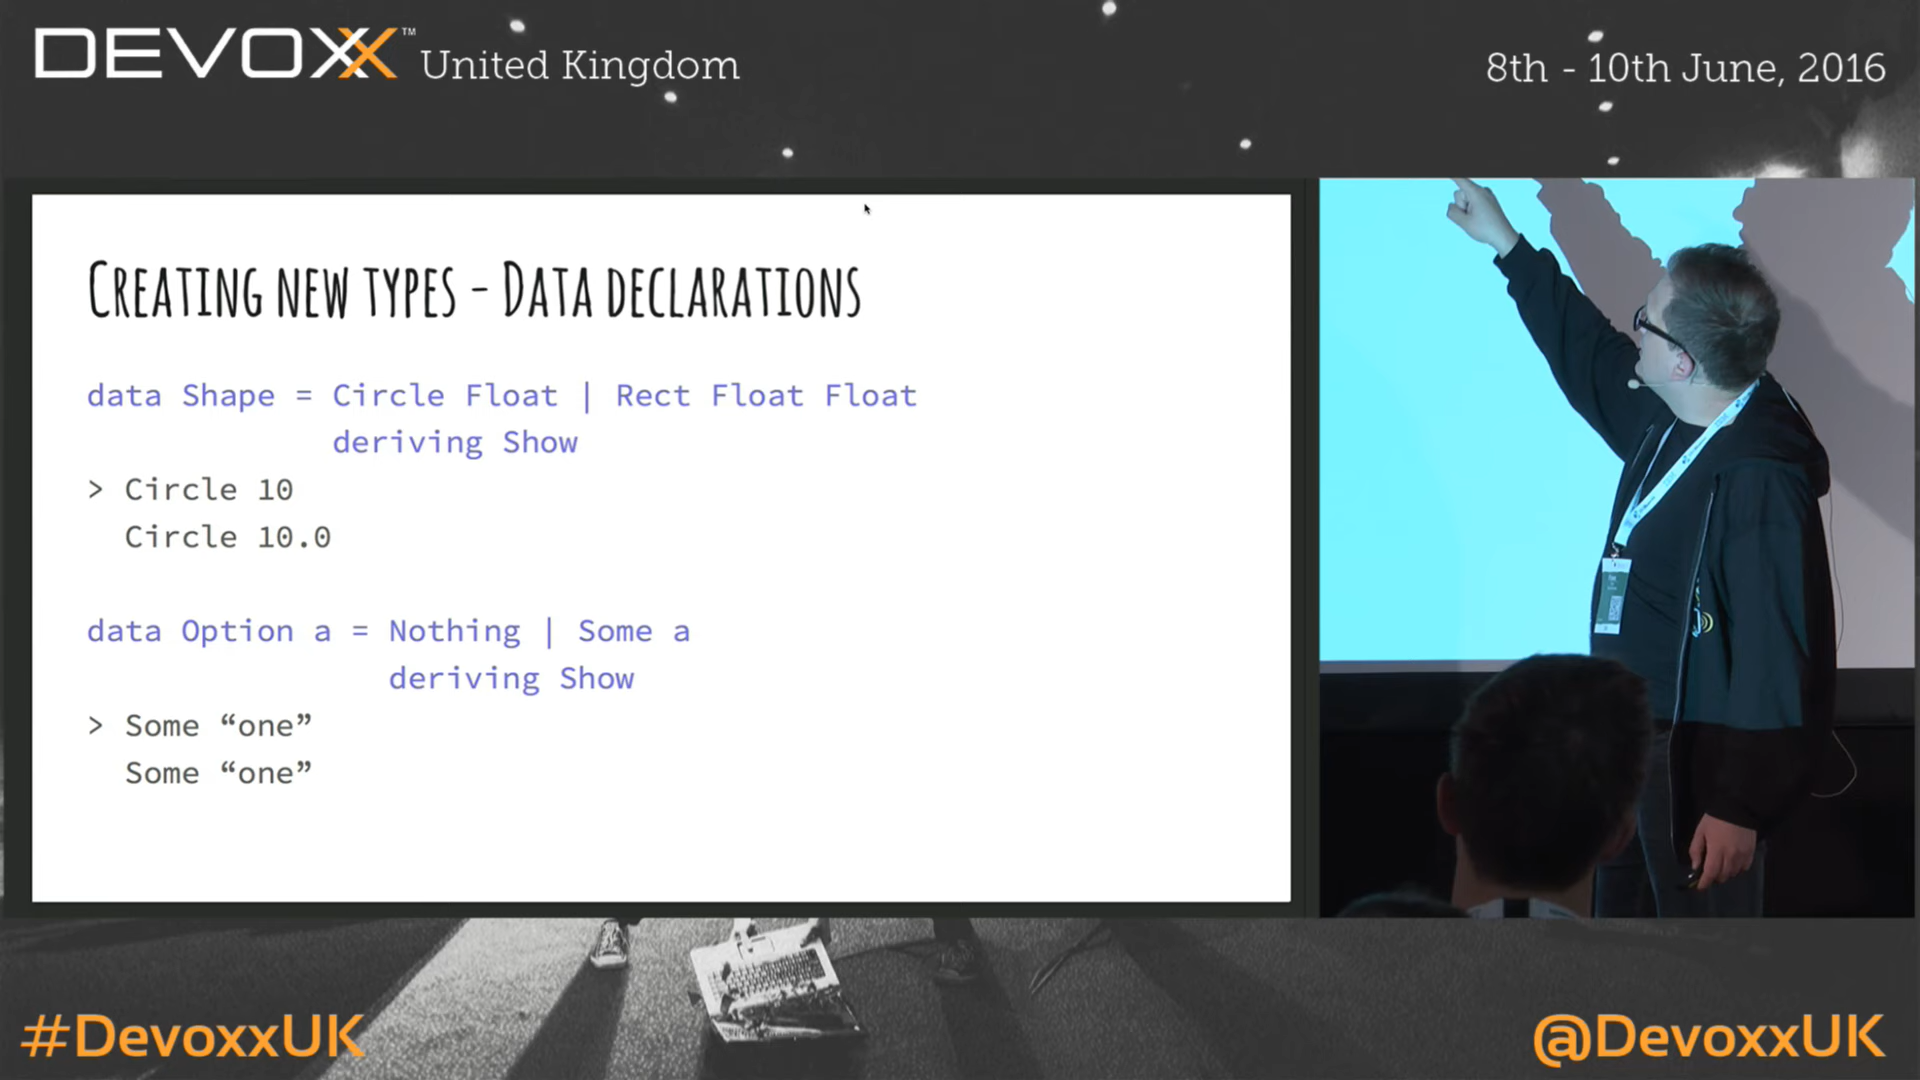 DEVOXX™ United Kingdom
8th - 10th June, 2016
CREATING NEW TYPES - DATA DECLARATIONS
data Shape = Circle Float | Rect Float Float
deriving Show
> Circle 10
Circle 10.0
data Option a = Nothing | Some a
deriving Show
> Some “one”
Some “one”
#DevoxxUK
@DevoxxUK